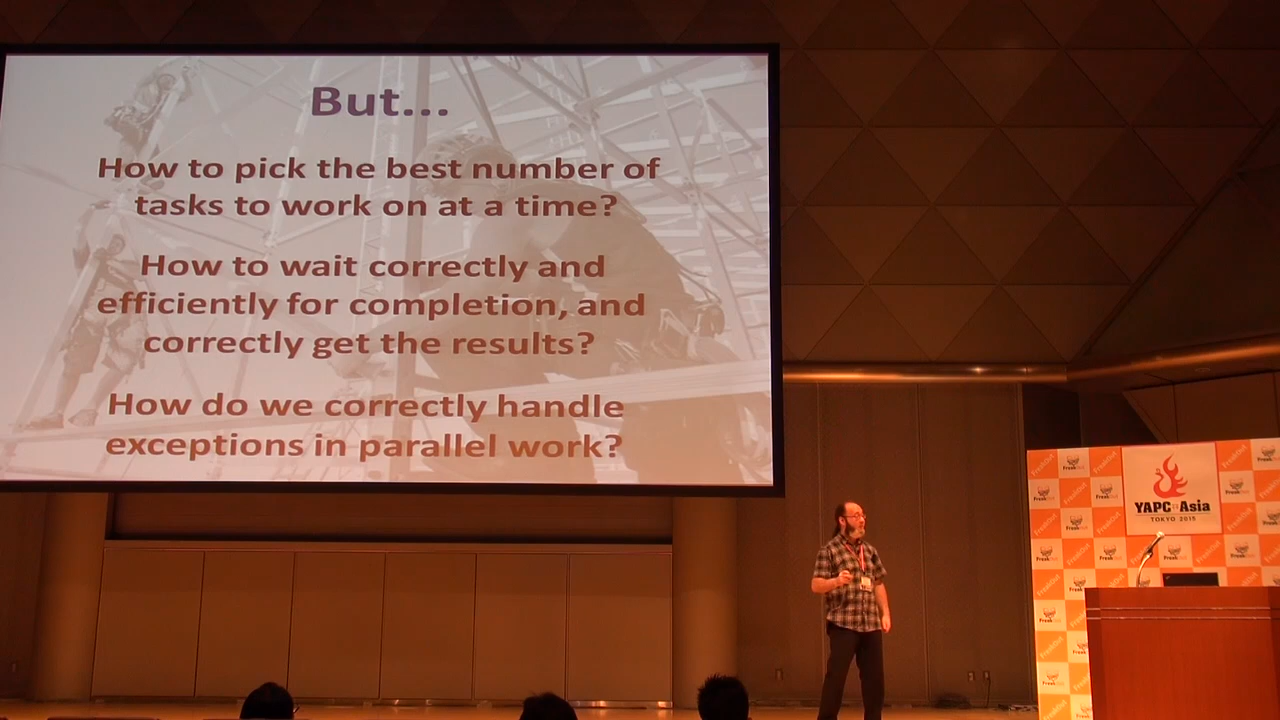 But...
How to pick the best number of
tasks to work on at a time?
How to wait correctly and
efficiently for completion, and
correctly get the results?
How do we correctly handle
exceptions in parallel work?
YAPC::Asia
TOKYO 2015
FreakOut